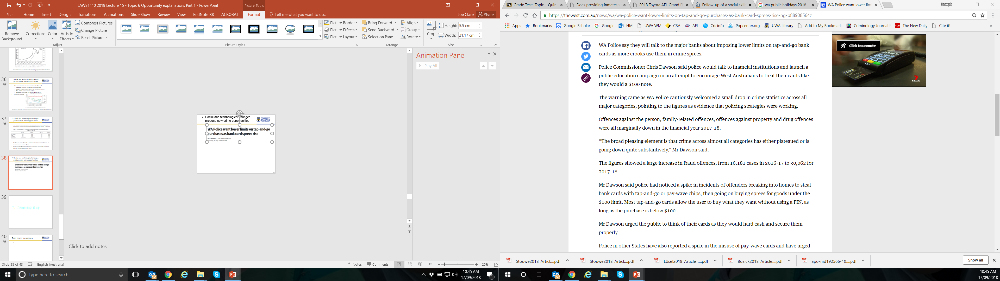 LAWS1110 2018 Lecture 15 - Topic 6 Opportunity explanations Part 1 - PowerPoint
Picture Tools
File
Home
Insert
Design
Transitions
Animations
Slide Show
Review
View
EndNote X8
ACROBAT
Format
Tell me what you want to do...
Joe Clare
Share
Remove
Background
Corrections
Color
Artistic
Effects
Compress Pictures
Change Picture
Reset Picture
Adjust
Picture Styles
Picture Border
Picture Effects
Picture Layout
Bring Forward
Send Backward
Selection Pane
Align
Group
Rotate
Arrange
Crop
Height: 5.5 cm
Width: 21.17 cm
Size
36
7. Social and technological changes
produce new crime opportunities
37
7. Social and technological changes
produce new crime opportunities
38
7. Social and technological changes
produce new crime opportunities
WA Police want lower limits on tap-and-go
purchases as bank card sprees rise
39
40
Take home messages
7. Social and technological changes
produce new crime opportunities
THE UNIVERSITY OF
WESTERN
AUSTRALIA
WA Police want lower limits on tap-and-go
purchases as bank card sprees rise
Nick Butterly | The West Australian
Animation Pane
Play All
Click to add notes
Slide 38 of 43
English (Australia)
Notes
Comments
25%
Type here to search
10:45 AM
17/09/2018
1
Grade Test: 'Topic 1 Quiz
Does providing inmates
2018 Toyota AFL Grand Fi
Follow-up of a social skil
wa public holidays 2018
WA Police want lower lim
Joseph
https://thewest.com.au/news/wa/wa-police-want-lower-limits-on-tap-and-go-purchases-as-bank-card-sprees-rise-ng-b88908564z
Apps
Bookmarks
Google Scholar
Google
HM
UWA WM
CBA
AFL
Cricinfo
Popcenter.org
UWA Library
Add to My Bookmark
Criminology Journal
The New Daily
Cite it!
WA Police say they will talk to the major banks about imposing lower limits on tap-and-go bank
cards as more crooks use them in crime sprees.
Police Commissioner Chris Dawson said police would talk to financial institutions and launch a
public education campaign in an attempt to encourage West Australians to treat their cards like
they would a $100 note.
The warning came as WA Police cautiously welcomed a small drop in crime statistics across all
major categories, pointing to the figures as evidence that policing strategies were working.
Offences against the person, family-related offences, offences against property and drug offences
were all marginally down in the financial year 2017-18.
“The broad pleasing element is that crime across almost all categories has either plateaued or is
going down quite substantively,” Mr Dawson said.
The figures showed a large increase in fraud offences, from 16,181 cases in 2016-17 to 30,062 for
2017-18.
Mr Dawson said police had noticed a spike in incidents of offenders breaking into homes to steal
bank cards with tap-and-go or pay-wave chips, then going on buying sprees for goods under the
$100 limit. Most tap-and-go cards allow the user to buy what they want without using a PIN, as
long as the purchase is below $100.
Mr Dawson urged the public to think of their cards as they would hard cash and secure them
properly
Police in other States have also reported a spike in the misuse of pay-wave cards and have urged
Click to unmute
7
NEWS
Stouwe2018_Articl....pdf
Stouwe2018_Articl....pdf
Lösel2018_Article_....pdf
Bozick2018_Article....pdf
apo-nid192566-10....pdf
Show all
10:45 AM
17/09/2018